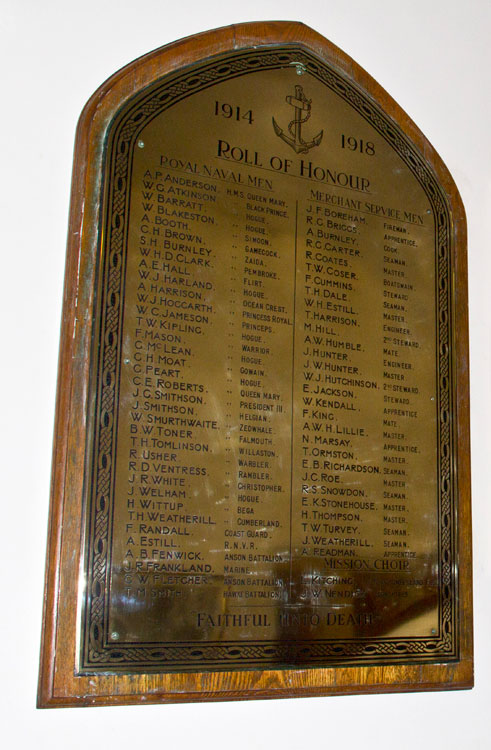 1914 1918
ROLL OF HONOUR
ROYAL NAVAL MEN
A.P. ANDERSON. H.M.S. QUEEN MARY.
W.G. ATKINSON. " BLACK PRINCE.
W. BARRATT. " HOGUE
W. BLAKESTON " HOGUE.
A. BOOTH. " SIMOON.
C.H. BROWN. " GAMECOCK.
S.H. BURNLEY. " ZAIDA.
W.H.D. CLARK. " PEMBROKE.
A.E. HALL. " FLIRT.
W.J. HARLAND " HOGUE.
A. HARRISON. " OCEAN CREST.
W.J. HOGGARTH. " PRINCESS ROYAL.
W.C. JAMESON " PRINCEPS.
T.W. KIPLING. " HOGUE.
F. MASON. " WARRIOR.
G. McLEAN. " HOGUE.
C.H. MOAT " GOWAIN.
C. PEART. " HOGUE.
C.E. ROBERTS. " QUEEN MARY.
J.G. SMITHSON. " PRESIDENT III
J. SMITHSON. " HELGIAN.
W. SMURTHWAITE. " ZEDWHALE.
B.W. TONER " FALMOUTH.
T.H. TOMLINSON. " WILLASTON.
R. USHER. " WARBLER.
R.D. VENTRESS. " RAMBLER.
J.R. WHITE " CHRISTOPHER.
J. WELHAM " HOGUE.
H. WITTUP. " BEGA
T.H. WEATHERILL. " CUMBERLAND.
F. RANDALL. COAST GUARD.
A. ESTILL. R.N.V.R.
A.B. FENWICK. ANSON BATTALION
J.R. FRANKLAND. MARINE.
S.W. FLETCHER. ANSON BATTALION
SMITH. BATTALION
MERCHANT SERVICE MEN
J.F. BOREHAM. FIREMAN.
R.G. BRIGGS. APPRENTICE.
A. BURNLEY. COOK.
R.G. CARTER. SEAMAN
R. COATES MASTER
T.W. COSER. BOATSWAIN
F. CUMMINS STEWARD.
T.H. DALE SEAMAN.
W.H. ESTILL. MASTER
T. HARRISON. ENGINEER.
M. HILL. 2ND STEWARD.
A.W. HUMBLE. MATE
J. HUNTER ENGINEER.
J.W. HUNTER. MASTER
W.J. HUTCHINSON 2ND STEWARD.
E. JACKSON. STEWARD.
W. KENDALL. APPRENTICE
F. KING MATE
A.W.H. LILLIE. MASTER.
N. MARSAY. APPRENTICE.
T. ORMSTON. MASTER
E.B. RICHARDSON. SEAMAN.
J.C. ROE. MASTER.
R.S. SNOWDON. SEAMAN
E.K. STONEHOUSE. MASTER.
H. THOMPSON. MASTER.
T.W. TURVEY. SEAMAN.
J. WEATHERILL. SEAMAN.
A. READMAN. APPRENTICE
MISSION CHOIR.
KITCHING
J.W.
FAITHFUL UNTO DEATH